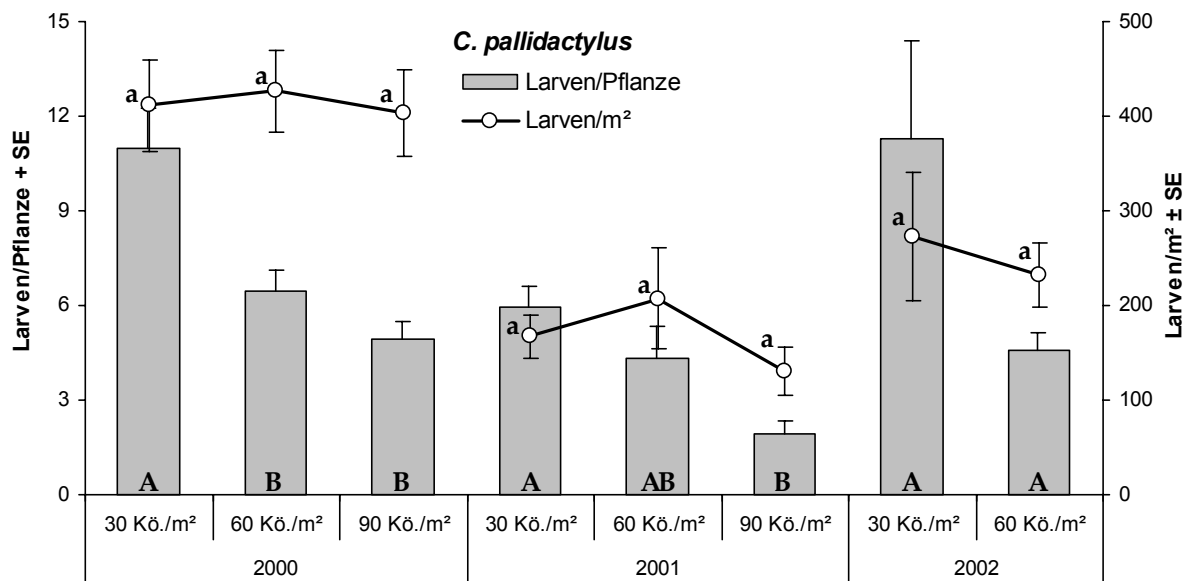 C. pallidactylus
Larven/Pflanze
Larven/m²
Larven/Pflanze + SE
15
12
9
6
3
0
Larven/m² ± SE
500
400
300
200
100
0
a a a a a a a a
A B B A AB B A A
30 Kö./m² 60 Kö./m² 90 Kö./m² 30 Kö./m² 60 Kö./m² 90 Kö./m² 30 Kö./m² 60 Kö./m²
2000 2001 2002